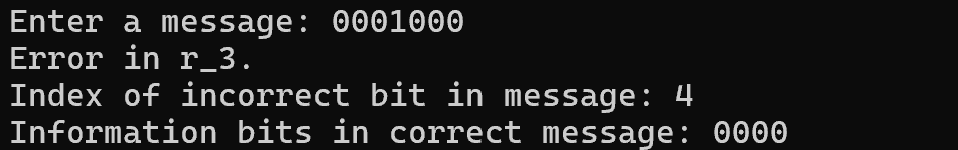 Enter a message: 0001000
Error in r_3.
Index of incorrect bit in message: 4
Information bits in correct message: 0000